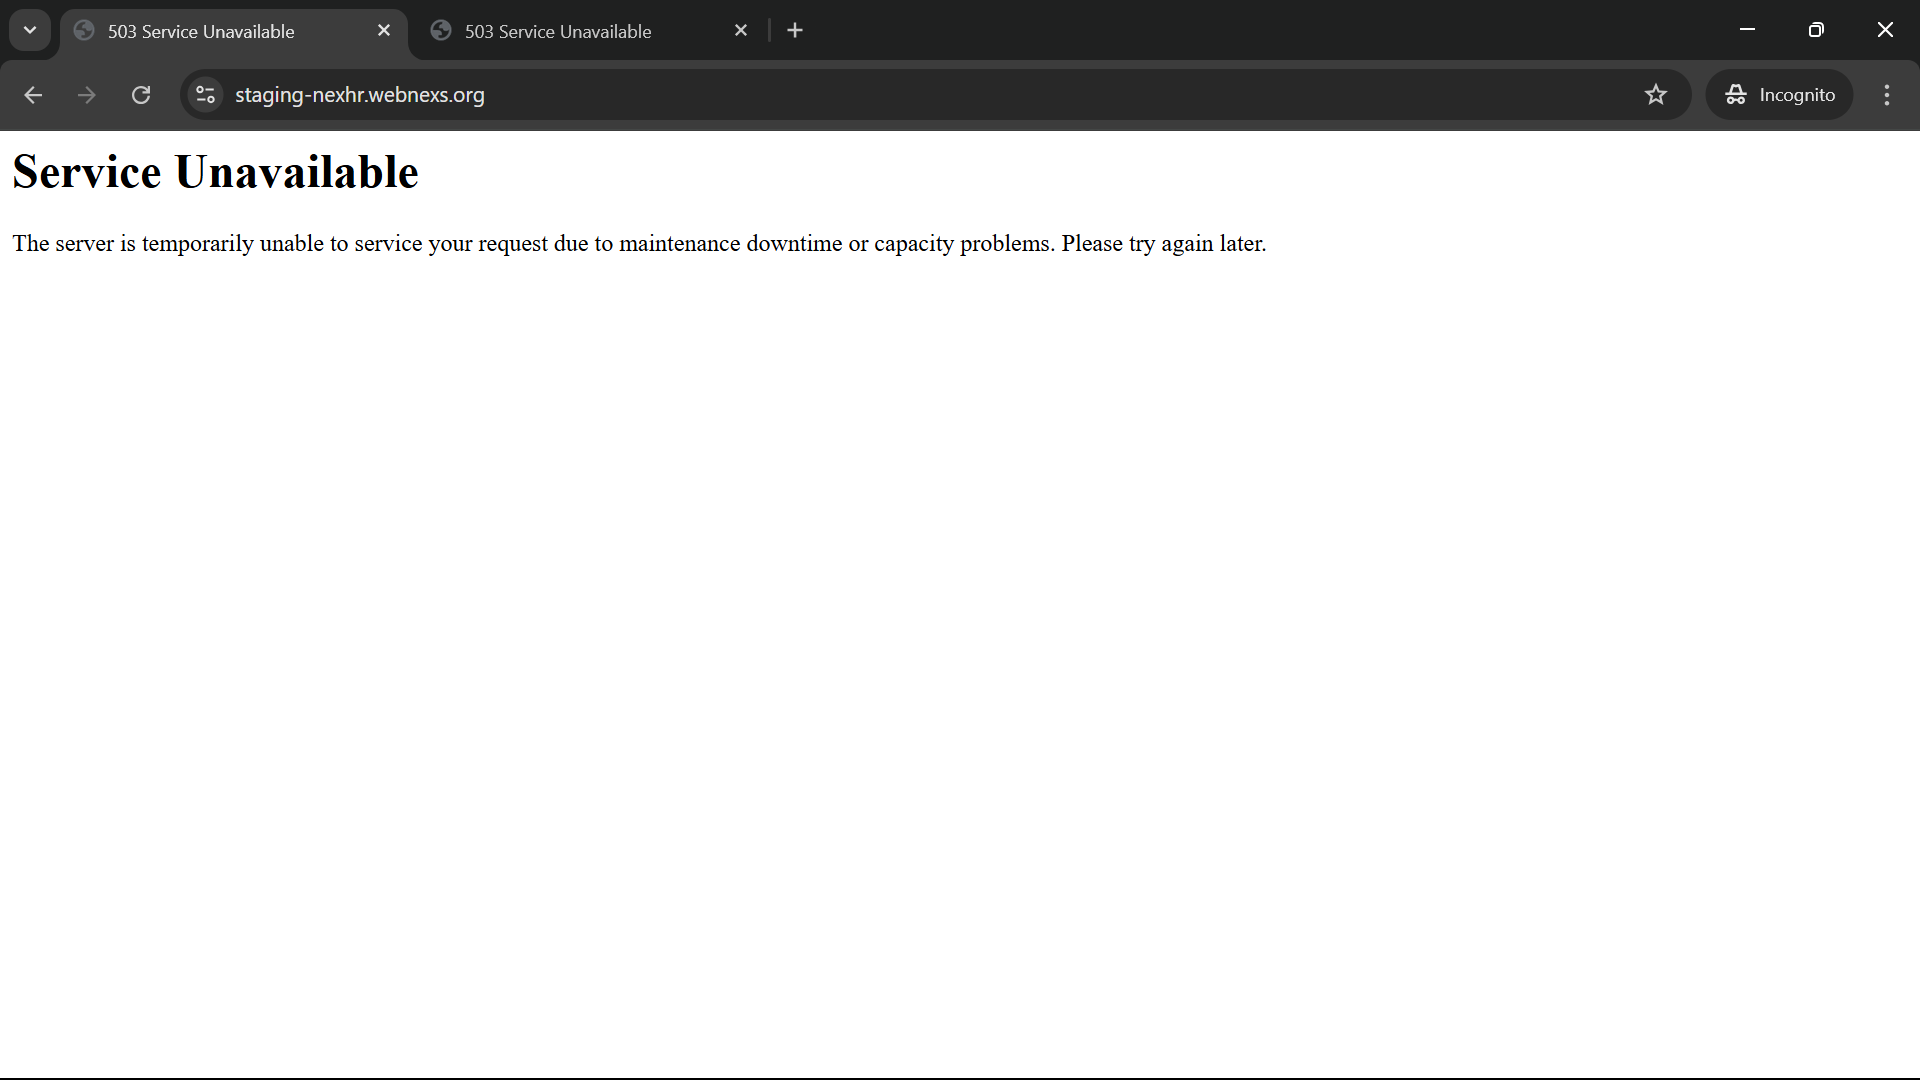 503 Service Unavailable
503 Service Unavailable
staging-nexhr.webnexs.org
Incognito
Service Unavailable
The server is temporarily unable to service your request due to maintenance downtime or capacity problems. Please try again later.